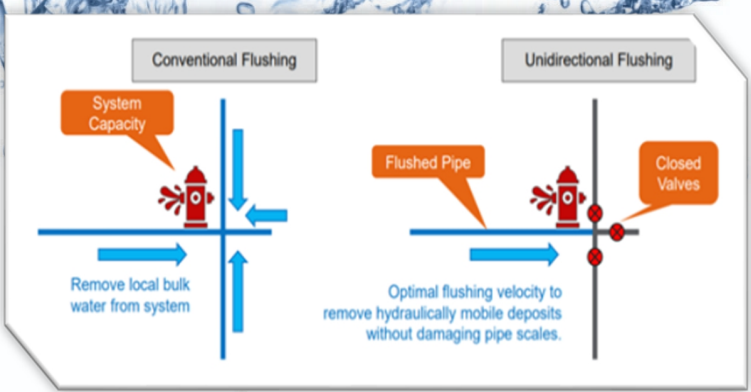 Conventional Flushing
Unidirectional Flushing
System
Capacity
Flushed Pipe
Closed
Valves
Remove local bulk
water from system
Optimal flushing velocity to
remove hydraulically mobile deposits
without damaging pipe scales.